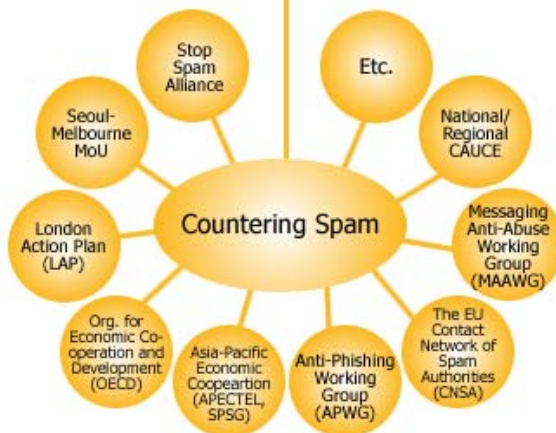 Stop
Spam
Alliance
Etc.
Seoul-
Melbourne
MoU
National/
Regional
CAUCE
Countering Spam
London
Action Plan
(LAP)
Messaging
Anti-Abuse
Working
Group
(MAAWG)
Org. for
Economic Co-
operation and
Development
(OECD)
Asia-Pacific
Economic
Coopeartion
(APECTEL,
SPSG)
Anti-Phishing
Working
Group
(APWG)
The EU
Contact
Network of
Spam
Authorities
(CNSA)